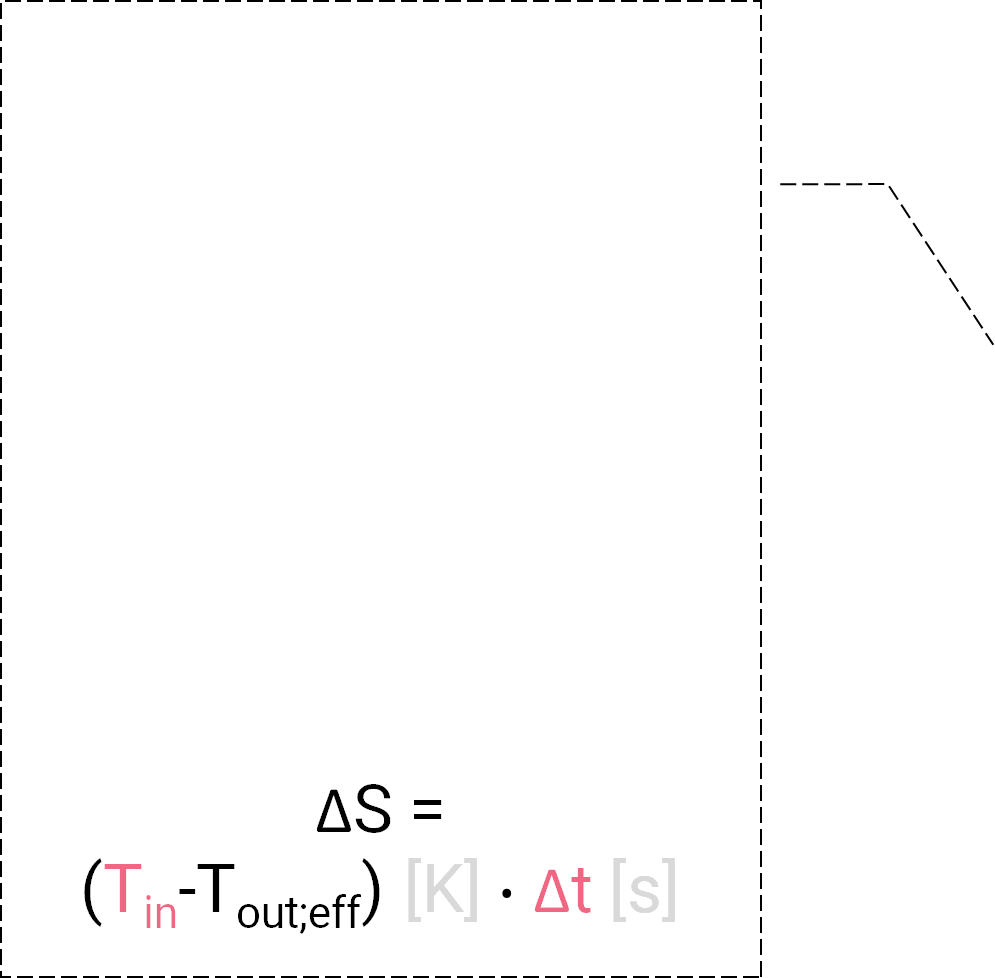 ΔS =
(Tin-Tout;eff) [K] · Δt [s]